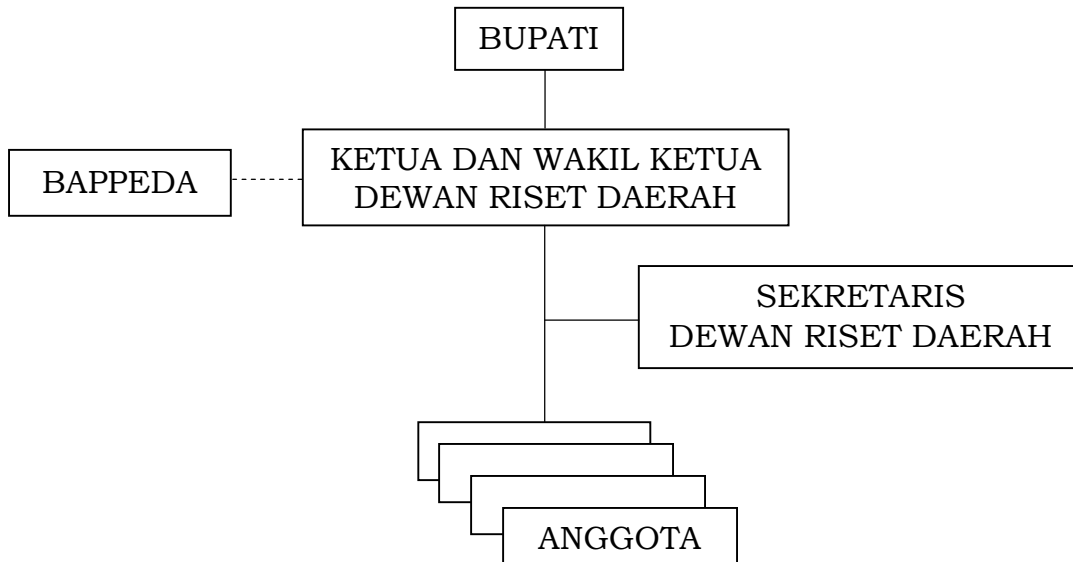 BUPATI
KETUA DAN WAKIL KETUA
DEWAN RISET DAERAH
BAPPEDA
SEKRETARIS
DEWAN RISET DAERAH
ANGGOTA